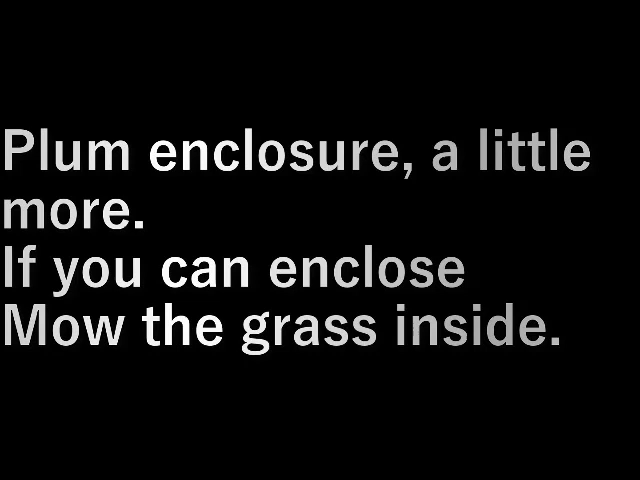 Plum enclosure, a little
more.
If you can enclose
Mow the grass inside.